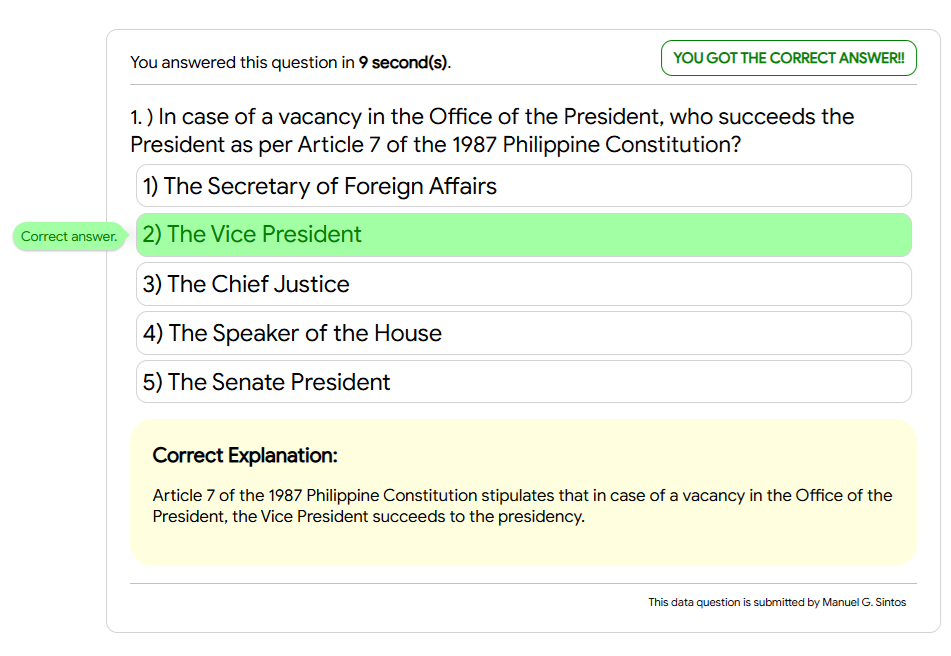 You answered this question in 9 second(s).
YOU GOT THE CORRECT ANSWER!!
1. ) In case of a vacancy in the Office of the President, who succeeds the
President as per Article 7 of the 1987 Philippine Constitution?
1) The Secretary of Foreign Affairs
Correct answer.
2) The Vice President
3) The Chief Justice
4) The Speaker of the House
5) The Senate President
Correct Explanation:
Article 7 of the 1987 Philippine Constitution stipulates that in case of a vacancy in the Office of the
President, the Vice President succeeds to the presidency.
This data question is submitted by Manuel G. Sintos